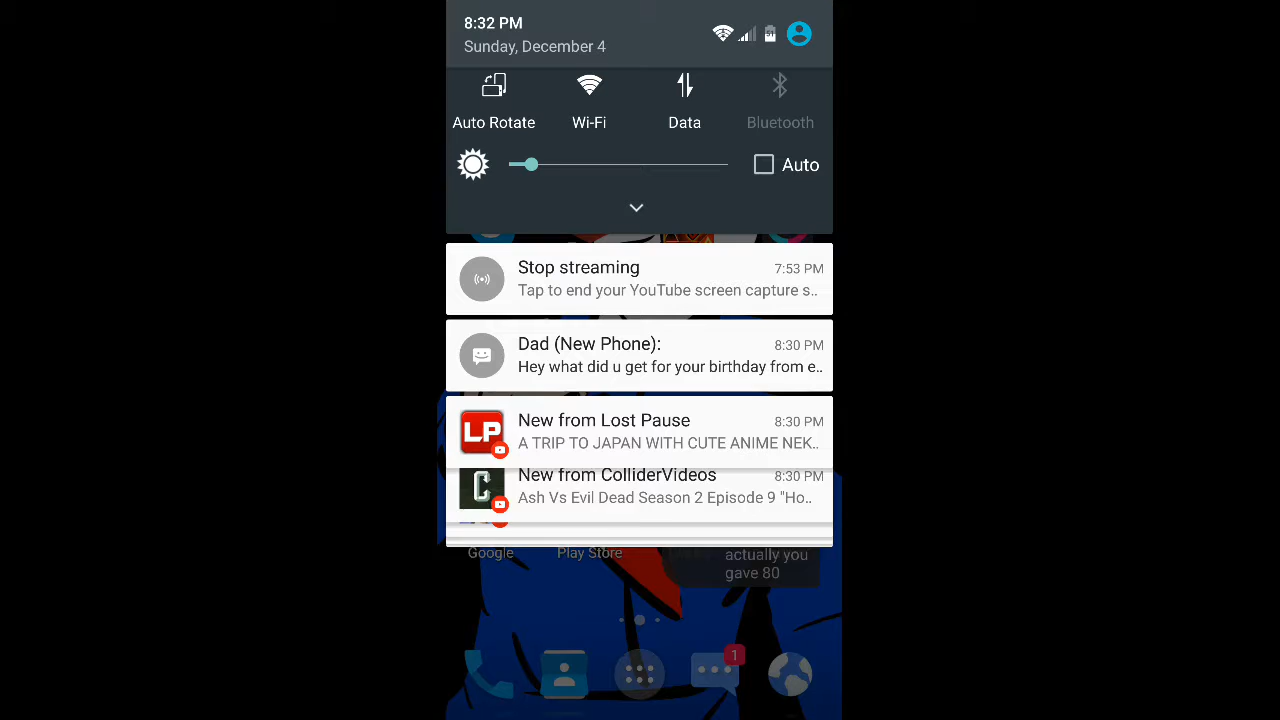 8:32 PM
Sunday, December 4
Auto Rotate
Wi-Fi
Data
Bluetooth
Auto
Stop streaming
7:53 PM
Tap to end your YouTube screen capture s..
Dad (New Phone):
8:30 PM
Hey what did u get for your birthday from e..
LP
New from Lost Pause
8:30 PM
A TRIP TO JAPAN WITH CUTE ANIME NEK..
C
New from ColliderVideos
8:30 PM
Ash Vs Evil Dead Season 2 Episode 9 "Ho..
Google
Play Store
actually you
gave 80
1